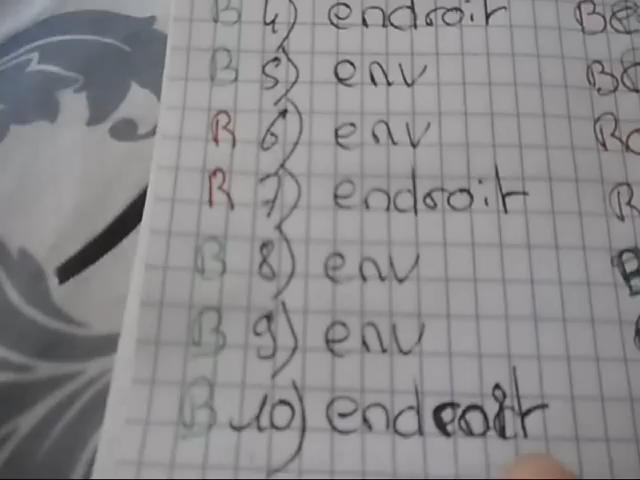 B 4) endroit
B 5) env
R 6) env
R 7) endroit
B 8) env
B 9) env
B 10) endroit